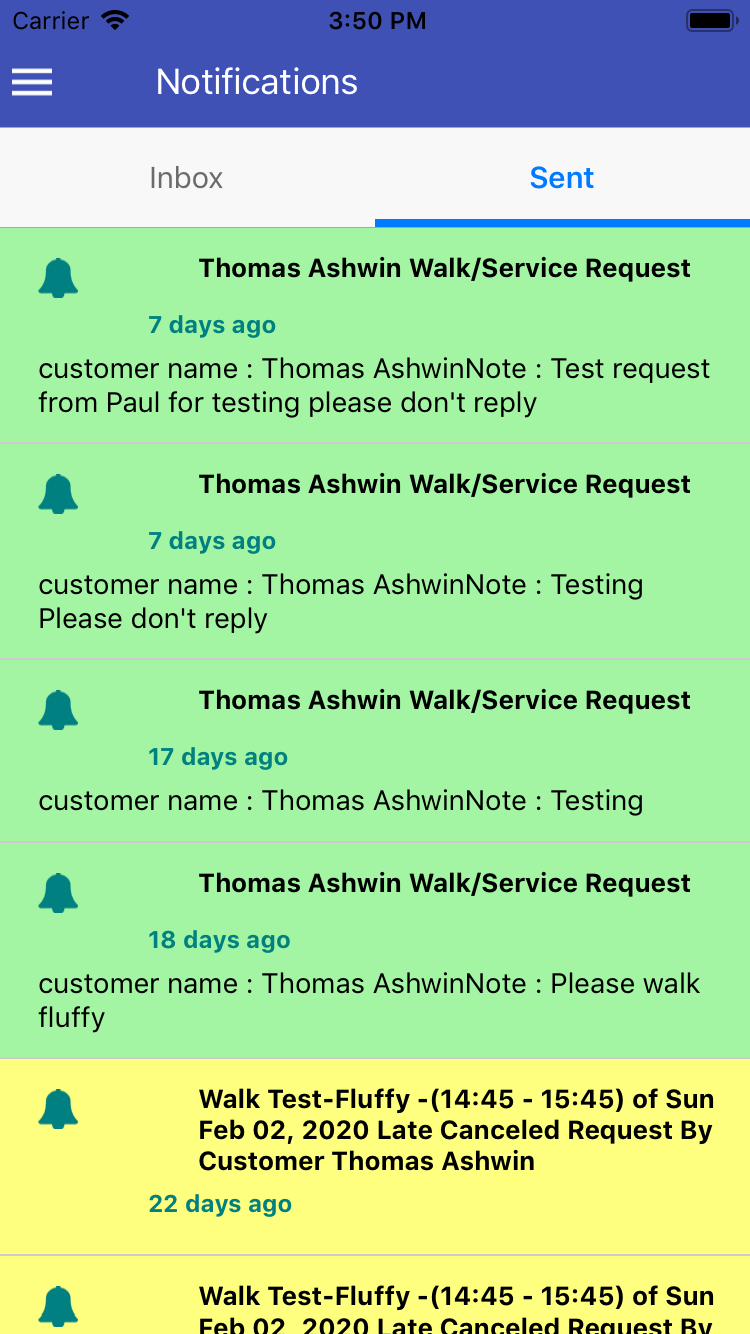 Carrier 3:50 PM
Notifications
Inbox Sent
Thomas Ashwin Walk/Service Request
7 days ago
customer name : Thomas AshwinNote : Test request
from Paul for testing please don't reply
Thomas Ashwin Walk/Service Request
7 days ago
customer name : Thomas AshwinNote : Testing
Please don't reply
Thomas Ashwin Walk/Service Request
17 days ago
customer name : Thomas AshwinNote : Testing
Thomas Ashwin Walk/Service Request
18 days ago
customer name : Thomas AshwinNote : Please walk
fluffy
Walk Test-Fluffy -(14:45 - 15:45) of Sun
Feb 02, 2020 Late Canceled Request By
Customer Thomas Ashwin
22 days ago
Walk Test-Fluffy -(14:45 - 15:45) of Sun
Feb 02, 2020 Late Canceled Request By